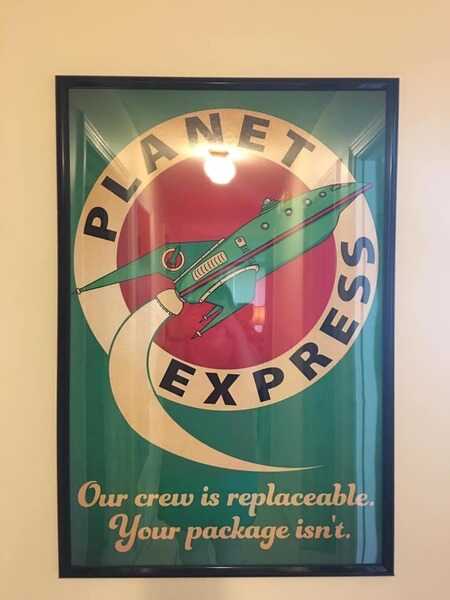 PLANET
EXPRESS
Our crew is replaceable.
Your package isn't.